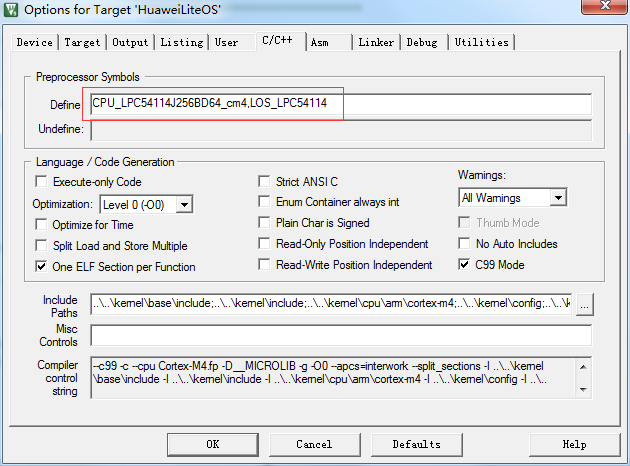 Options for Target 'HuaweiLiteOS'
Device Target Output Listing User C/C++ Asm Linker Debug Utilities
Preprocessor Symbols
Define: CPU_LPC54114J256BD64_cm4,LOS_LPC54114
Undefine:
Language / Code Generation
Execute-only Code
Strict ANSI C
Warnings:
Optimization: Level 0 (-O0)
Enum Container always int
All Warnings
Optimize for Time
Plain Char is Signed
Thumb Mode
Split Load and Store Multiple
Read-Only Position Independent
No Auto Includes
One ELF Section per Function
Read-Write Position Independent
C99 Mode
Include Paths
..\..\kernel\base\include;..\..\kernel\include;..\..\kernel\cpu\arm\cortex-m4;..\..\kernel\config;..\..\k
...
Misc Controls
Compiler control string
--c99 -c --cpu Cortex-M4.fp -D__MICROLIB -g -O0 --apcs=interwork --split_sections -I ..\..\kernel
\base\include -I ..\..\kernel\include -I ..\..\kernel\cpu\arm\cortex-m4 -I ..\..\kernel\config -I ..\..
OK Cancel Defaults Help